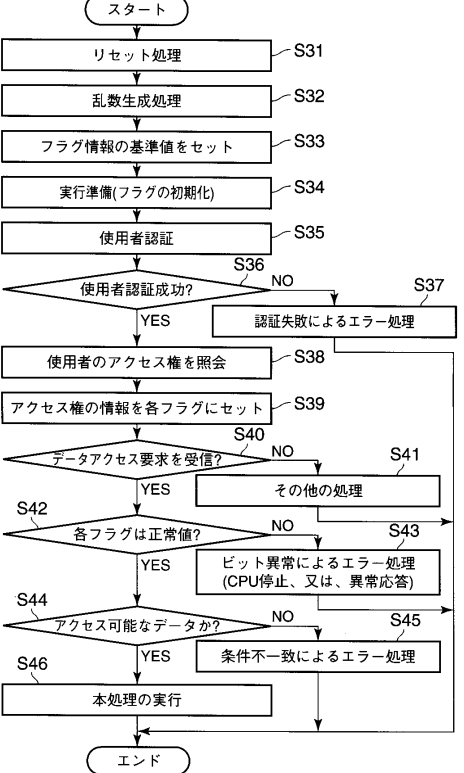 スタート
リセット処理
S31
乱数生成処理
S32
フラグ情報の基準値をセット
S33
実行準備(フラグの初期化)
S34
使用者認証
S35
S36
使用者認証成功?
NO
YES
S37
認証失敗によるエラー処理
使用者のアクセス権を照会
S38
アクセス権の情報を各フラグにセット
S39
S40
データアクセス要求を受信?
NO
YES
S41
その他の処理
S42
各フラグは正常値?
NO
YES
S43
ビット異常によるエラー処理
(CPU停止、又は、異常応答)
S44
アクセス可能なデータか?
NO
YES
S45
条件不一致によるエラー処理
S46
本処理の実行
エンド